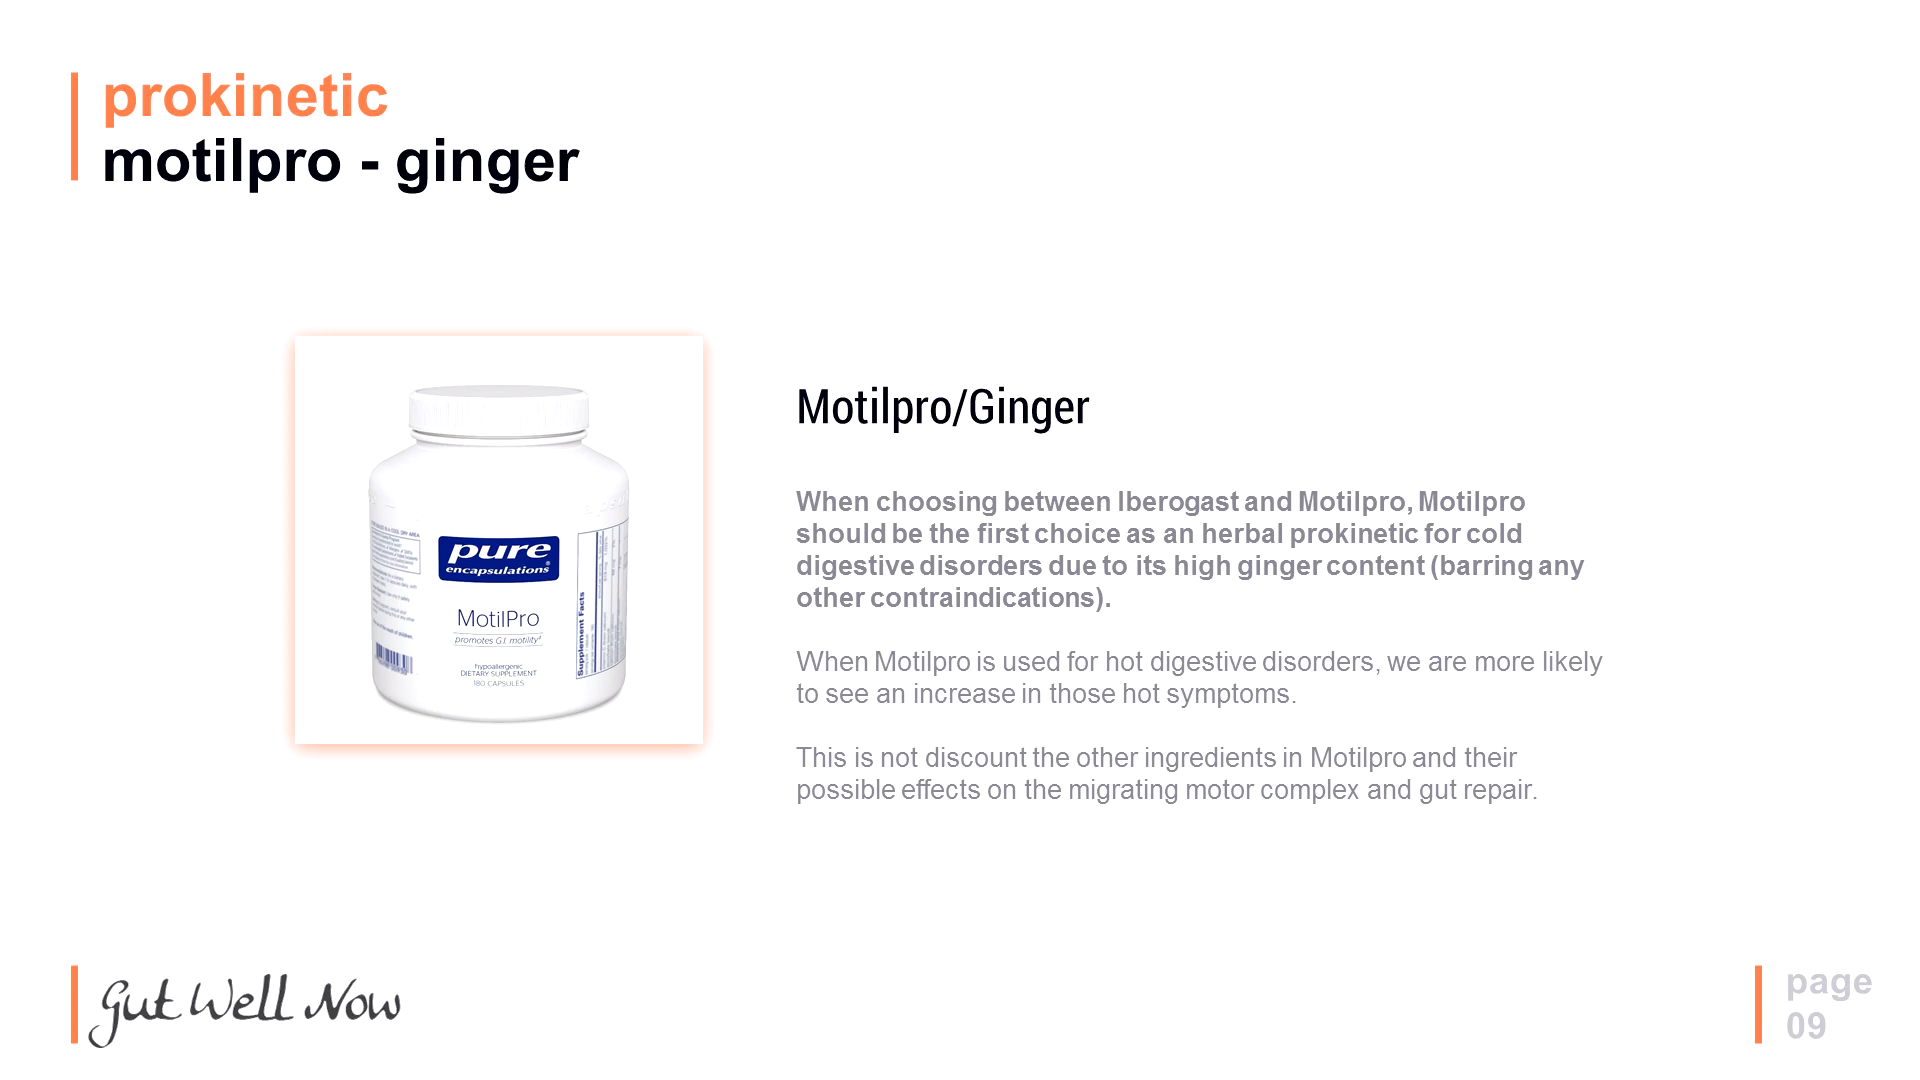 prokinetic
motilpro - ginger
pure
encapsulations®
MotilPro
promotes G.I. motility‡
hypoallergenic
DIETARY SUPPLEMENT
180 CAPSULES
Supplement Facts
Motilpro/Ginger
When choosing between Iberogast and Motilpro, Motilpro
should be the first choice as an herbal prokinetic for cold
digestive disorders due to its high ginger content (barring any
other contraindications).
When Motilpro is used for hot digestive disorders, we are more likely
to see an increase in those hot symptoms.
This is not discount the other ingredients in Motilpro and their
possible effects on the migrating motor complex and gut repair.
Gut Well Now
page
09